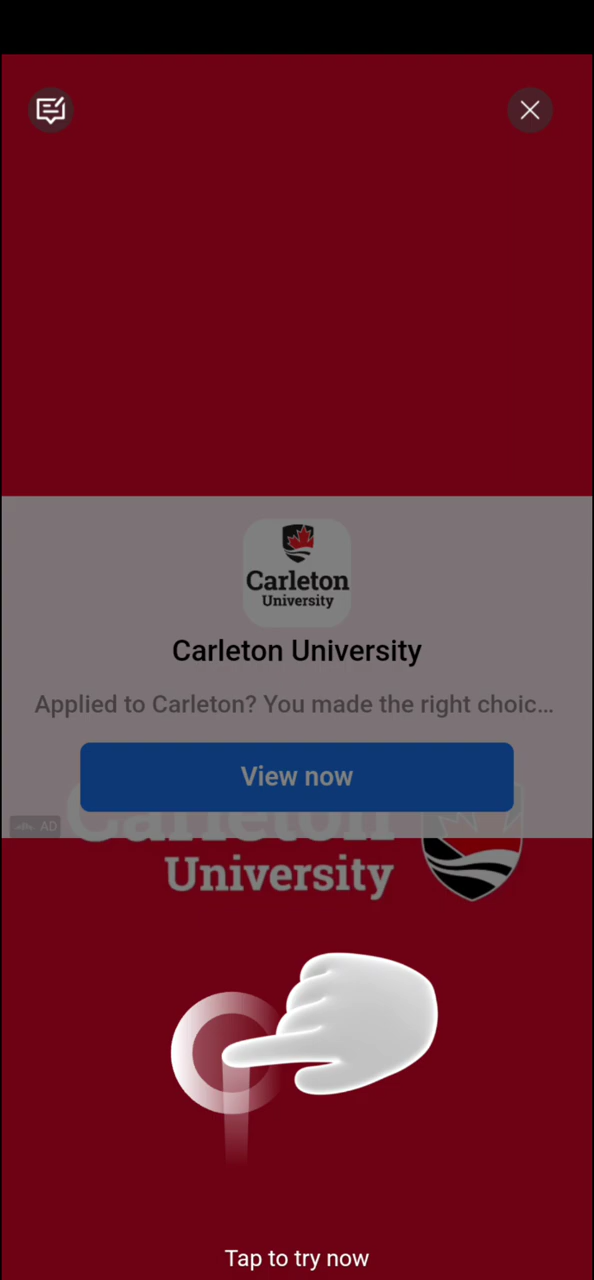 Carleton
University
Carleton University
Applied to Carleton? You made the right choic...
View now
AD
Carleton
University
Tap to try now